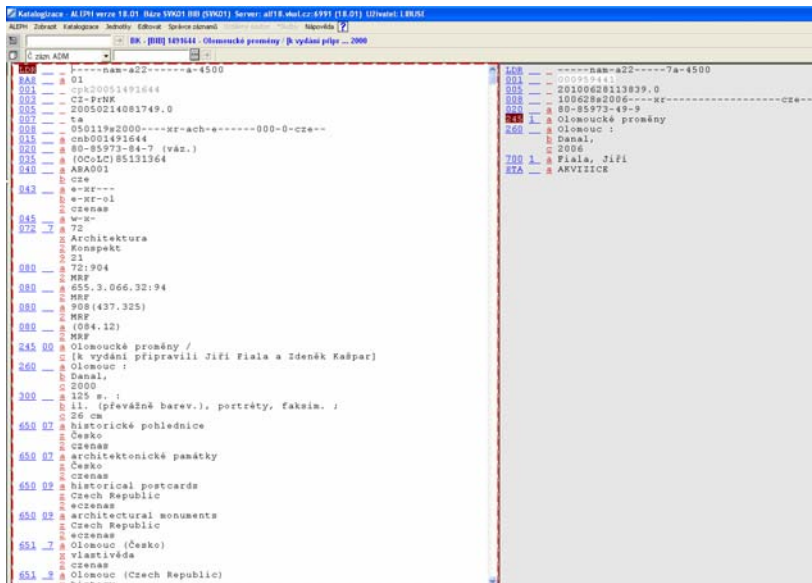 Katalogizace - ALEPH verze 18.01 Báze SVK01 BIB (SVK01) Server: alf18.vkol.cz:6991 (18.01) Uživatel: LIBUSE
ALEPH Zobrazit Katalogizace Jednotky Editovat Správce záznamů Nápověda ?
BK - [BIB] 1491644 - Olomoucké proměny / [k vydání připr ... 2000
Č zázn ADM
LDR _ -----nam-a22------a-4500
BAS a 01
001 _ cpk20051491644
003 _ CZ-PrNK
005 _ 20050214081749.0
007 _ ta
008 _ 050119s2000----xr-ach-e------000-0-cze--
015 a cnb001491644
020 a 80-85973-84-7 (váz.)
035 a (OCoLC)85131364
040 a ABA001
b cze
043 a e-xr---
b e-xr-ol
2 czenas
045 a w-x-
072 7 a 72
x Architektura
2 Konspekt
9 21
080 a 72:904
2 MRF
080 a 655.3.066.32:94
2 MRF
080 a 908(437.325)
2 MRF
080 a (084.12)
2 MRF
245 00 a Olomoucké proměny /
c [k vydání připravili Jiří Fiala a Zdeněk Kašpar]
260 a Olomouc :
b Danal,
c 2000
300 a 125 s. :
b il. (převážně barev.), portréty, faksim. ;
c 26 cm
650 07 a historické pohlednice
z Česko
2 czenas
650 07 a architektonické památky
z Česko
2 czenas
650 09 a historical postcards
z Czech Republic
2 eczenas
650 09 a architectural monuments
z Czech Republic
2 eczenas
651 7 a Olomouc (Česko)
x vlastivěda
2 czenas
651 9 a Olomouc (Czech Republic)
LDR _ -----nam-a22-----7a-4500
001 _ 000959441
005 _ 20100628113839.0
008 _ 100628s2006----xr-----------------cze--
020 a 80-85973-49-9
245 1 a Olomoucké proměny
260 a Olomouc :
b Danal,
c 2006
700 1 a Fiala, Jiří
STA a AKVIZICE